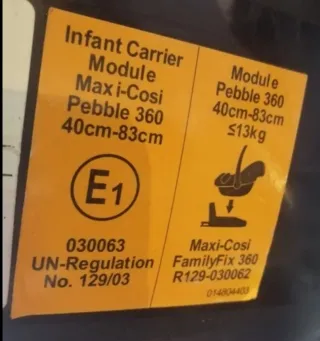 Infant Carrier
Module
Maxi-Cosi
Pebble 360
40cm-83cm
E1
030063
UN-Regulation
No. 129/03
Module
Pebble 360
40cm-83cm
≤13kg
Maxi-Cosi
FamilyFix 360
R129-030062
014804403